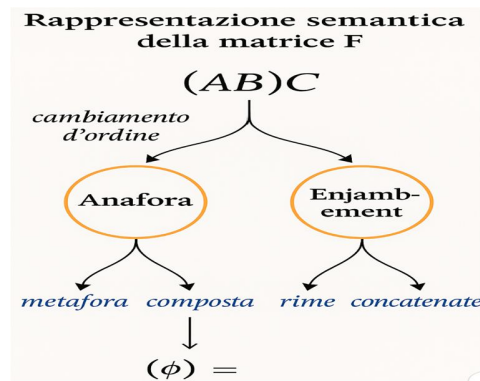 Rappresentazione semantica
della matrice F
(AB)C
cambiamento
d'ordine
Anafora
Enjamb-
ement
metafora composta rime concatenate
(ϕ) =